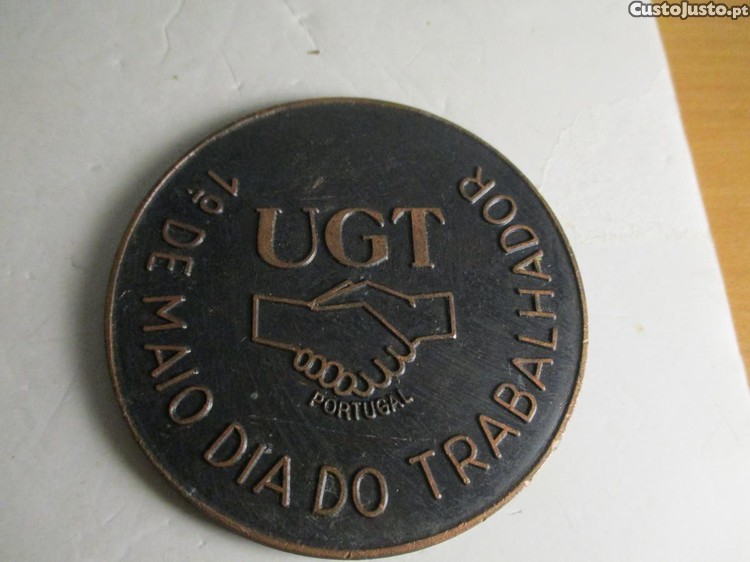 CustoJusto.pt
UGT
PORTUGAL
1º DE MAIO DIA DO TRABALHADOR